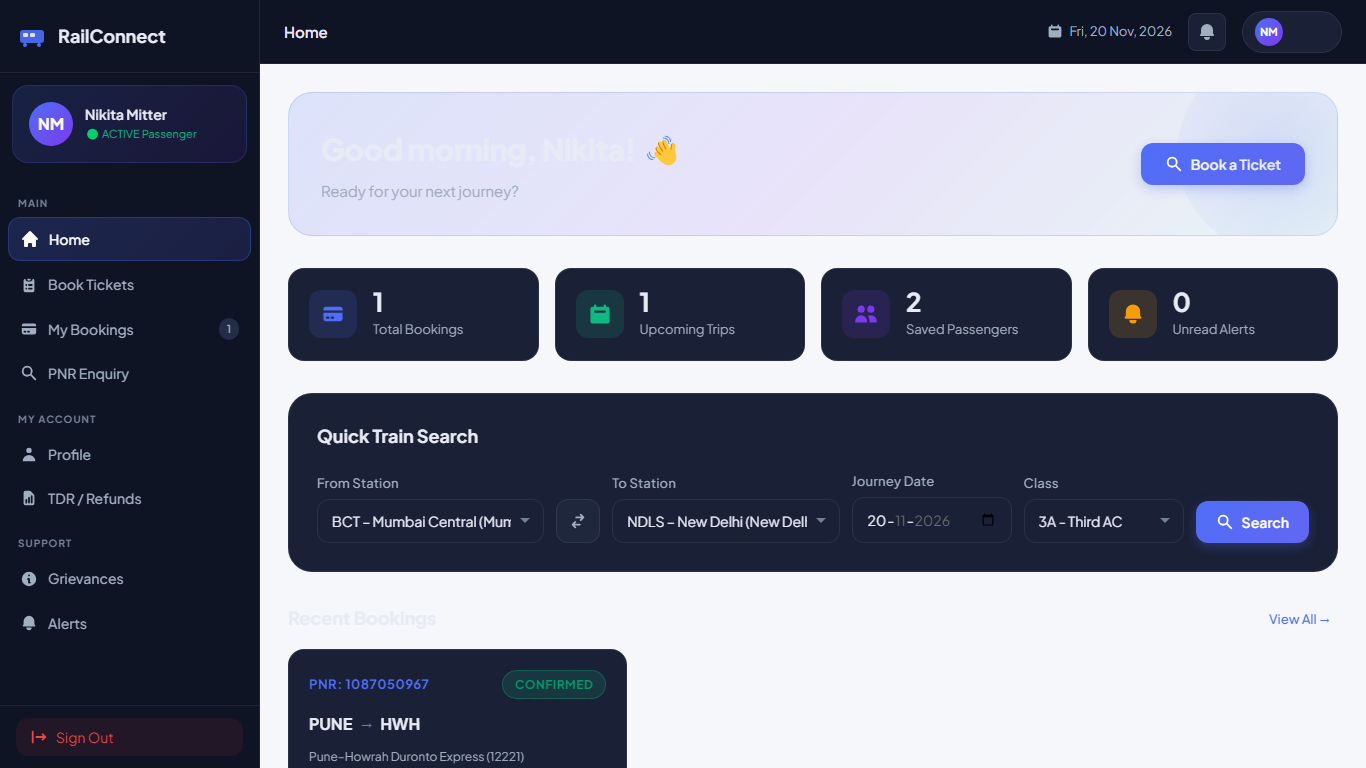 RailConnect
NM
Nikita Mitter
ACTIVE Passenger
MAIN
Home
Book Tickets
My Bookings 1
PNR Enquiry
MY ACCOUNT
Profile
TDR / Refunds
SUPPORT
Grievances
Alerts
Sign Out
Home
Fri, 20 Nov, 2026
NM
Good morning, Nikita! 👋
Ready for your next journey?
Book a Ticket
1
Total Bookings
1
Upcoming Trips
2
Saved Passengers
0
Unread Alerts
Quick Train Search
From Station
BCT – Mumbai Central (Mum
To Station
NDLS – New Delhi (New Dell
Journey Date
20-11-2026
Class
3A - Third AC
Search
Recent Bookings
View All →
PNR: 1087050967
CONFIRMED
PUNE → HWH
Pune–Howrah Duronto Express (12221)